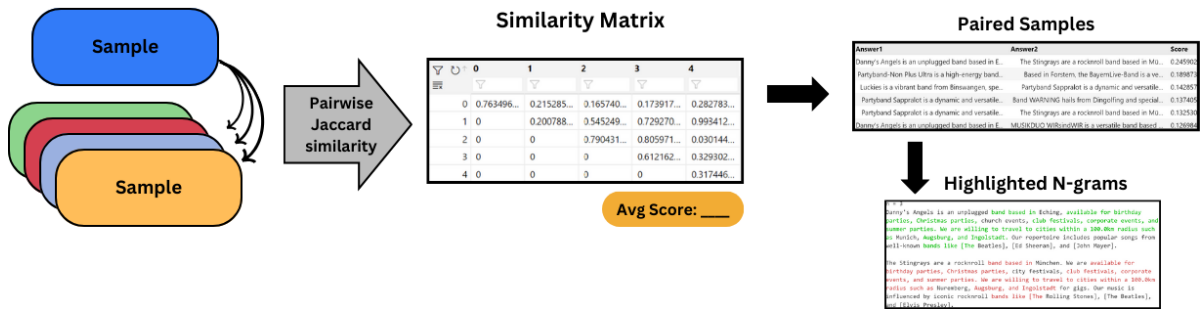 Sample
Sample
Pairwise
Jaccard
similarity
Similarity Matrix
0 1 2 3 4
0 0.763496... 0.215285... 0.165740... 0.173917... 0.282783...
1 0 0.200788... 0.545249... 0.729270... 0.993412...
2 0 0 0.790431... 0.805971... 0.030144...
3 0 0 0 0.612162... 0.329302...
4 0 0 0 0 0.317446...
Avg Score: ___
Paired Samples
Answer1 Answer2 Score
Danny's Angels is an unplugged band based in E... The Stingrays are a rocknroll band based in Mü... 0.245902
Partyband-Non Plus Ultra is a high-energy band... Based in Forstern, the BayernLive-Band is a ve... 0.189873
Luckies is a vibrant band from Binswangen, spe... Partyband Sappralot is a dynamic and versatile... 0.142857
Partyband Sappralot is a dynamic and versatile... Band WARNING hails from Dingolfing and special... 0.137405
Partyband Sappralot is a dynamic and versatile... The Stingrays are a rocknroll band based in Mü... 0.132530
Danny's Angels is an unplugged band based in E... MUSIKDUO WIRsindWIR is a versatile band based ... 0.126984
Highlighted N-grams
Danny's Angels is an unplugged band based in Eching, available for birthday
parties, Christmas parties, church events, club festivals, corporate events, and
summer parties. We are willing to travel to cities within a 100.0km radius such
as Munich, Augsburg, and Ingolstadt. Our repertoire includes popular songs from
well-known bands like [The Beatles], [Ed Sheeran], and [John Mayer].
The Stingrays are a rocknroll band based in München. We are available for
birthday parties, Christmas parties, city festivals, club festivals, corporate
events, and summer parties. We are willing to travel to cities within a 100.0km
radius such as Nuremberg, Augsburg, and Ingolstadt for gigs. Our music is
influenced by iconic rocknroll bands like [The Rolling Stones], [The Beatles],
and [Elvis Presley].